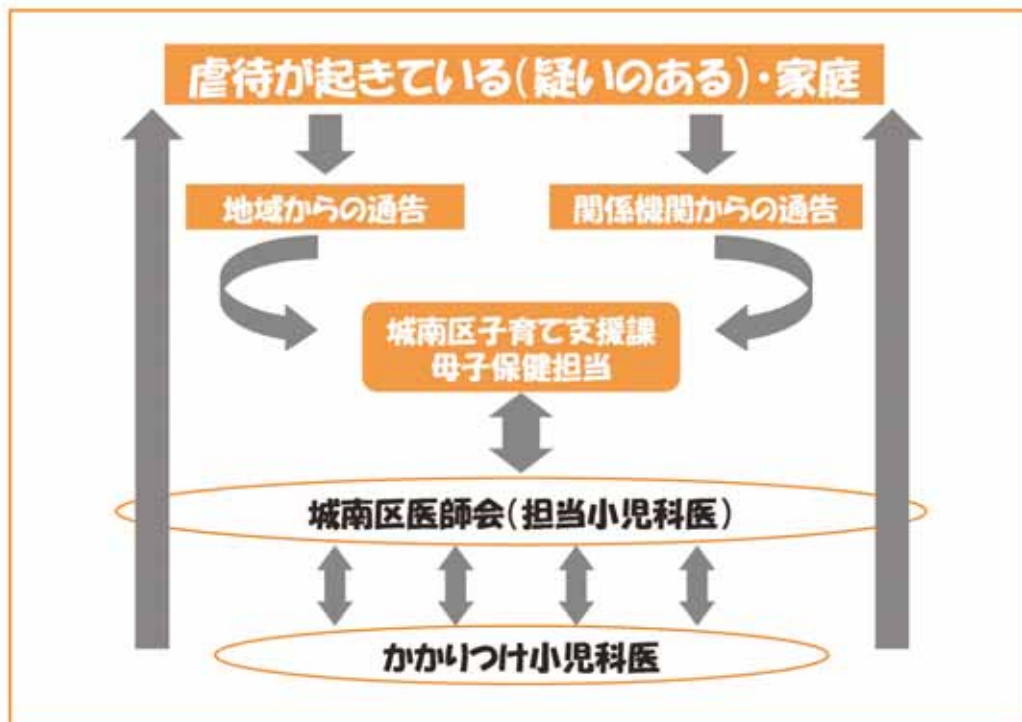 虐待が起きている(疑いのある)・家庭
地域からの通告
関係機関からの通告
城南区子育て支援課
母子保健担当
城南区医師会(担当小児科医)
かかりつけ小児科医